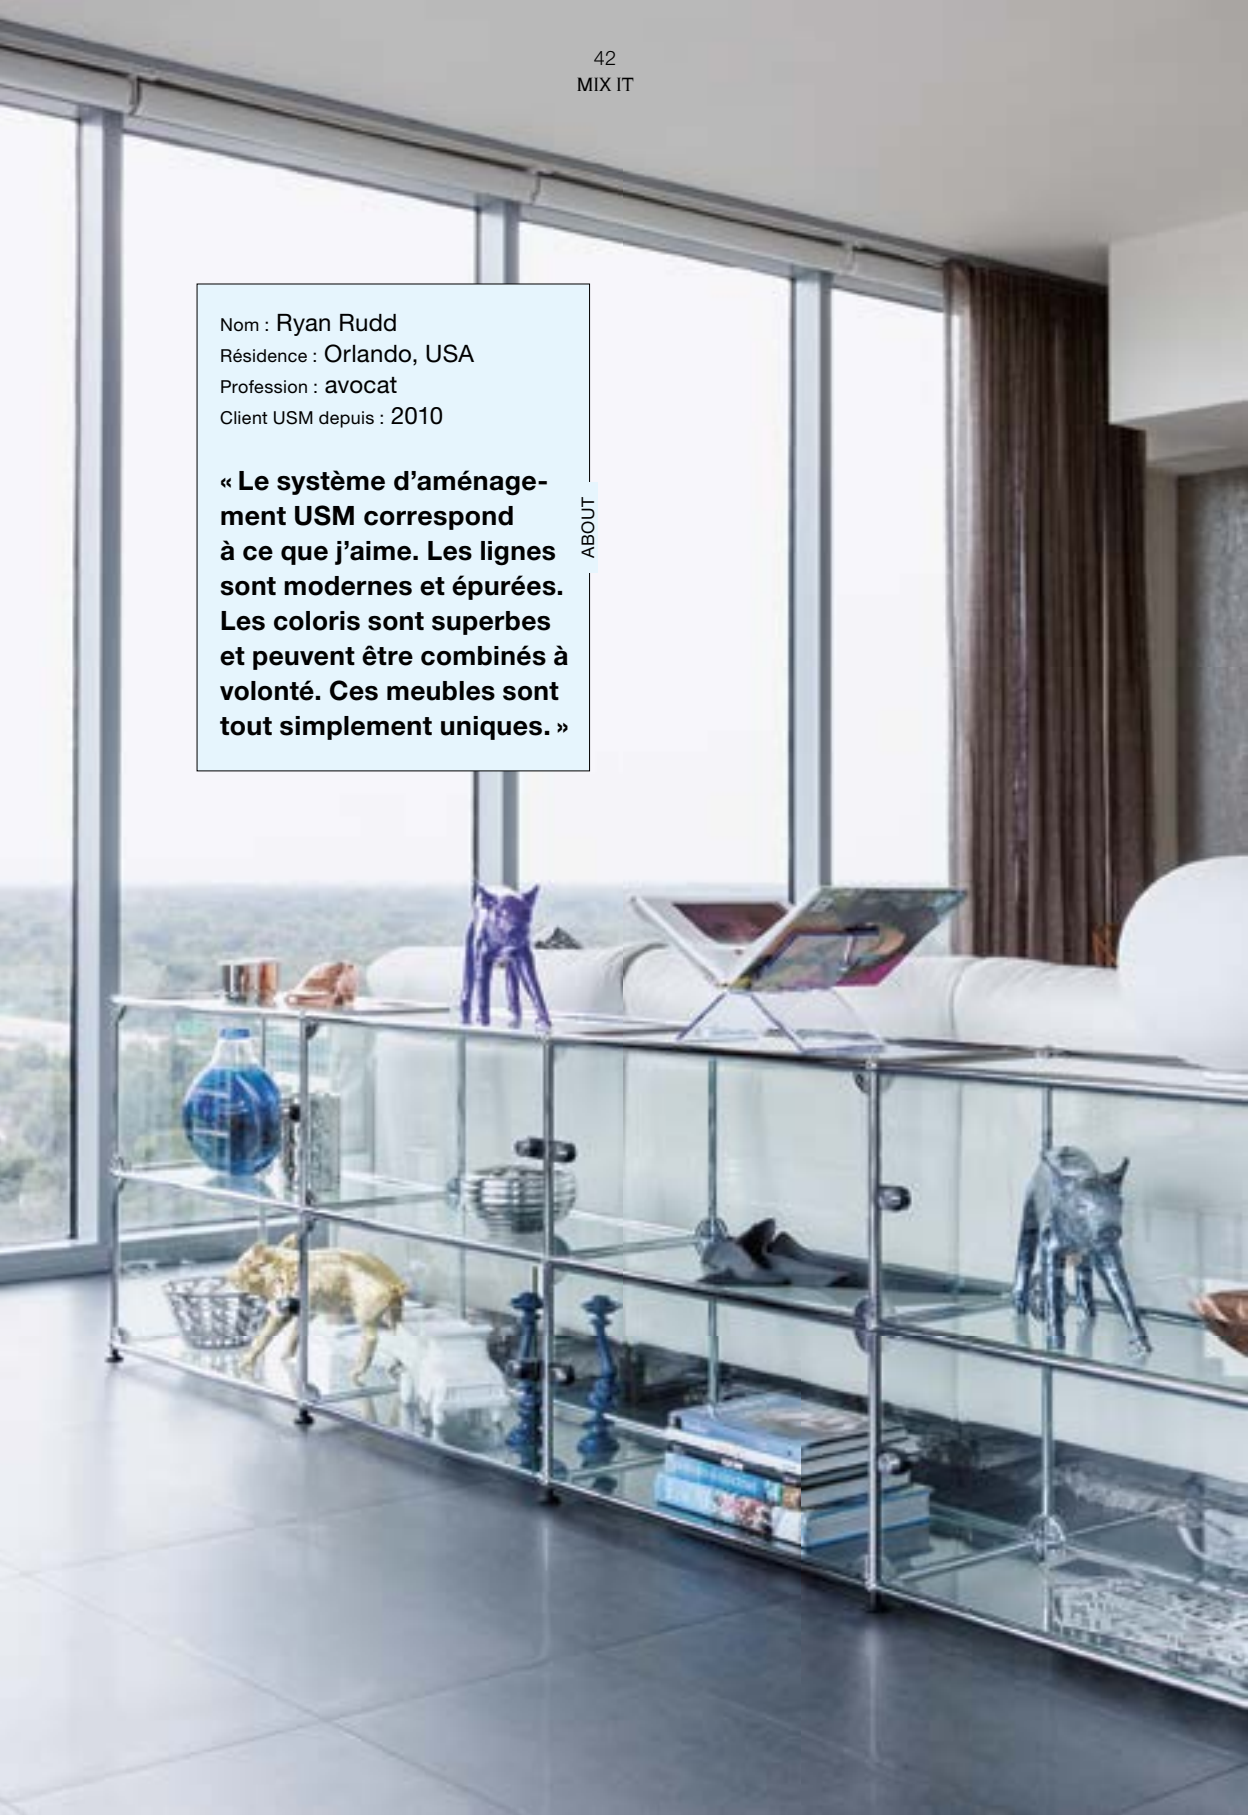 42
MIX IT
Nom : Ryan Rudd
Résidence : Orlando, USA
Profession : avocat
Client USM depuis : 2010
« Le système d’aménage-
ment USM correspond
à ce que j’aime. Les lignes
sont modernes et épurées.
Les coloris sont superbes
et peuvent être combinés à
volonté. Ces meubles sont
tout simplement uniques. »
ABOUT